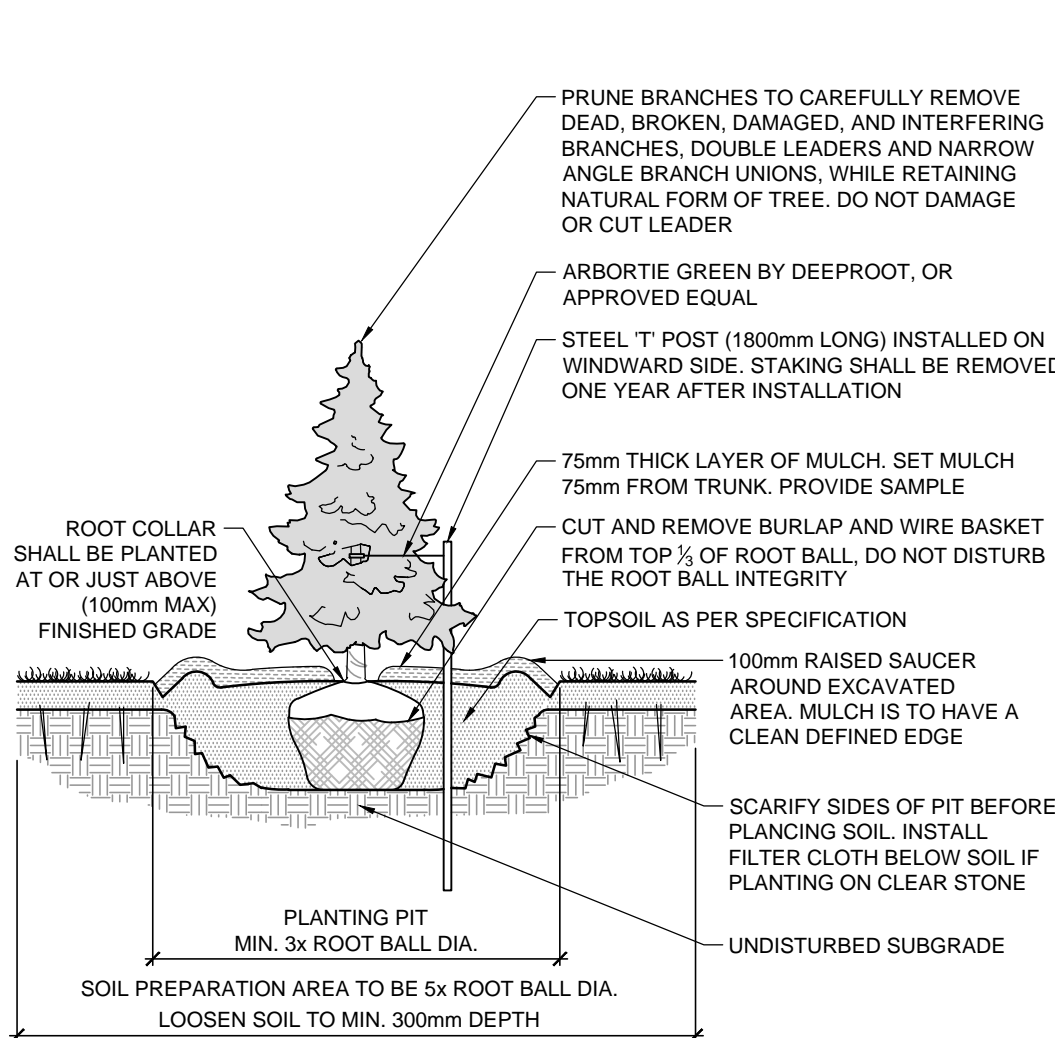 PRUNE BRANCHES TO CAREFULLY REMOVE
DEAD, BROKEN, DAMAGED, AND INTERFERING
BRANCHES, DOUBLE LEADERS AND NARROW
ANGLE BRANCH UNIONS, WHILE RETAINING
NATURAL FORM OF TREE. DO NOT DAMAGE
OR CUT LEADER
ARBORTIE GREEN BY DEEPROOT, OR
APPROVED EQUAL
STEEL 'T' POST (1800mm LONG) INSTALLED ON
WINDWARD SIDE. STAKING SHALL BE REMOVED
ONE YEAR AFTER INSTALLATION
75mm THICK LAYER OF MULCH. SET MULCH
75mm FROM TRUNK. PROVIDE SAMPLE
CUT AND REMOVE BURLAP AND WIRE BASKET
FROM TOP ⅓ OF ROOT BALL, DO NOT DISTURB
THE ROOT BALL INTEGRITY
TOPSOIL AS PER SPECIFICATION
ROOT COLLAR
SHALL BE PLANTED
AT OR JUST ABOVE
(100mm MAX)
FINISHED GRADE
100mm RAISED SAUCER
AROUND EXCAVATED
AREA. MULCH IS TO HAVE A
CLEAN DEFINED EDGE
SCARIFY SIDES OF PIT BEFORE
PLANCING SOIL. INSTALL
FILTER CLOTH BELOW SOIL IF
PLANTING ON CLEAR STONE
UNDISTURBED SUBGRADE
PLANTING PIT
MIN. 3x ROOT BALL DIA.
SOIL PREPARATION AREA TO BE 5x ROOT BALL DIA.
LOOSEN SOIL TO MIN. 300mm DEPTH